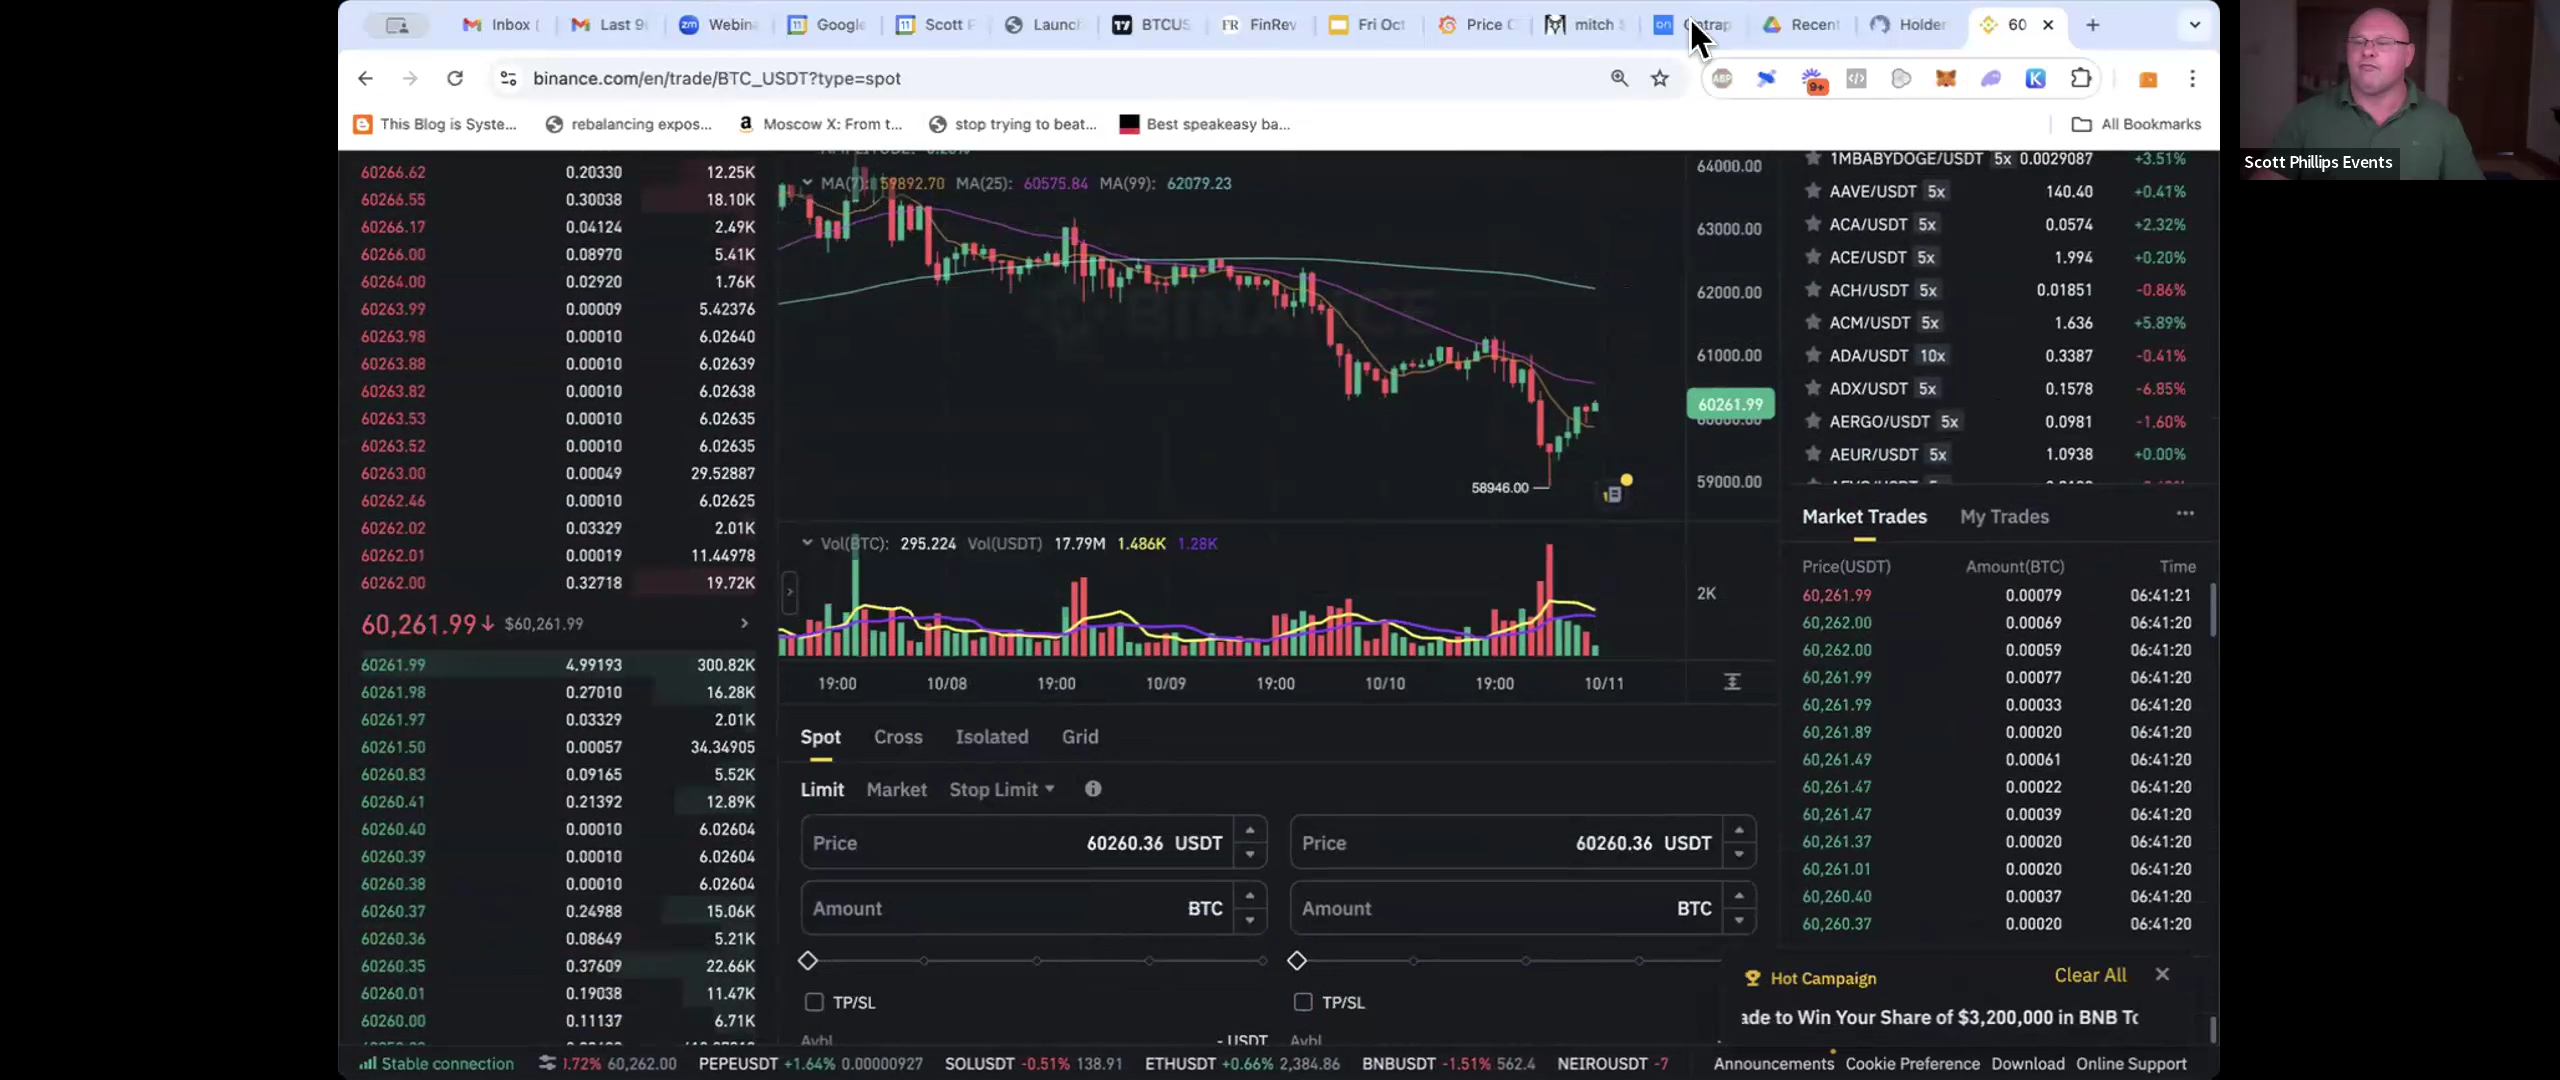 Inbox (
Last 9
Webin
Google
Scott F
Launc
BTCUS
FinRev
Fri Oct
Price C
mitch
Recent
Holder
60
binance.com/en/trade/BTC_USDT?type=spot
9+
This Blog is Syste...
rebalancing expos...
Moscow X: From t...
stop trying to beat...
Best speakeasy ba...
All Bookmarks
Scott Phillips Events
60266.62 0.20330 12.25K
60266.55 0.30038 18.10K
60266.17 0.04124 2.49K
60266.00 0.08970 5.41K
60264.00 0.02920 1.76K
60263.99 0.00009 5.42376
60263.98 0.00010 6.02640
60263.88 0.00010 6.02639
60263.82 0.00010 6.02638
60263.53 0.00010 6.02635
60263.52 0.00010 6.02635
60263.00 0.00049 29.52887
60262.46 0.00010 6.02625
60262.02 0.03329 2.01K
60262.01 0.00019 11.44978
60262.00 0.32718 19.72K
60,261.99↓ $60,261.99
60261.99 4.99193 300.82K
60261.98 0.27010 16.28K
60261.97 0.03329 2.01K
60261.50 0.00057 34.34905
60260.83 0.09165 5.52K
60260.41 0.21392 12.89K
60260.40 0.00010 6.02604
60260.39 0.00010 6.02604
60260.38 0.00010 6.02604
60260.37 0.24988 15.06K
60260.36 0.08649 5.21K
60260.35 0.37609 22.66K
60260.01 0.19038 11.47K
60260.00 0.11137 6.71K
MA(7): 59892.70 MA(25): 60575.84 MA(99): 62079.23
BINANCE
64000.00
63000.00
62000.00
61000.00
60261.99
60000.00
59000.00
58946.00
Vol(BTC): 295.224 Vol(USDT) 17.79M 1.486K 1.28K
2K
19:00 10/08 19:00 10/09 19:00 10/10 19:00 10/11
Spot Cross Isolated Grid
Limit Market Stop Limit
Price 60260.36 USDT
Price 60260.36 USDT
Amount BTC
Amount BTC
TP/SL
TP/SL
Avbl - USDT
Avbl
1MBABYDOGE/USDT 5x 0.0029087 +3.51%
AAVE/USDT 5x 140.40 +0.41%
ACA/USDT 5x 0.0574 +2.32%
ACE/USDT 5x 1.994 +0.20%
ACH/USDT 5x 0.01851 -0.86%
ACM/USDT 5x 1.636 +5.89%
ADA/USDT 10x 0.3387 -0.41%
ADX/USDT 5x 0.1578 -6.85%
AERGO/USDT 5x 0.0981 -1.60%
AEUR/USDT 5x 1.0938 +0.00%
Market Trades My Trades
Price(USDT) Amount(BTC) Time
60,261.99 0.00079 06:41:21
60,262.00 0.00069 06:41:20
60,262.00 0.00059 06:41:20
60,261.99 0.00077 06:41:20
60,261.99 0.00033 06:41:20
60,261.89 0.00020 06:41:20
60,261.49 0.00061 06:41:20
60,261.47 0.00022 06:41:20
60,261.47 0.00039 06:41:20
60,261.37 0.00020 06:41:20
60,261.01 0.00020 06:41:20
60,260.40 0.00037 06:41:20
60,260.37 0.00020 06:41:20
Hot Campaign Clear All
ade to Win Your Share of $3,200,000 in BNB To
Stable connection
.72% 60,262.00 PEPEUSDT +1.64% 0.00000927 SOLUSDT -0.51% 138.91 ETHUSDT +0.66% 2,384.86 BNBUSDT -1.51% 562.4 NEIROUSDT -7
Announcements Cookie Preference Download Online Support